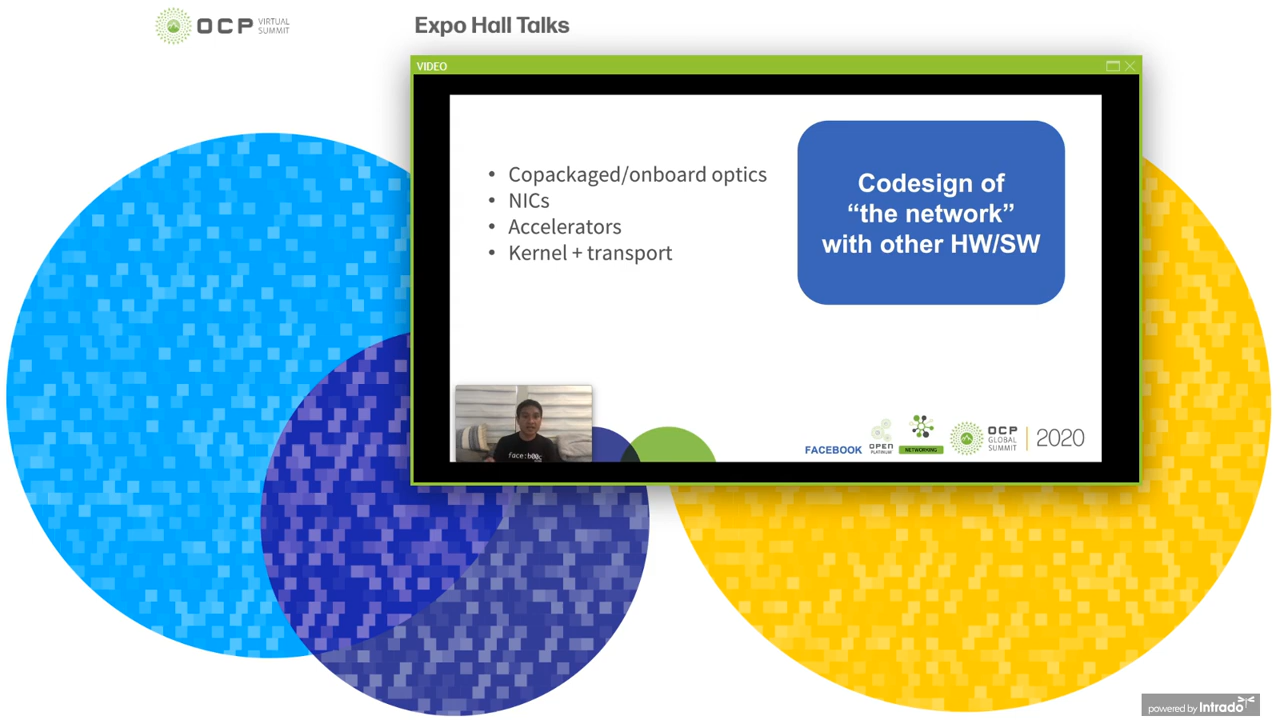 OCP VIRTUAL SUMMIT
Expo Hall Talks
VIDEO
• Copackaged/onboard optics
• NICs
• Accelerators
• Kernel + transport
Codesign of
“the network”
with other HW/SW
FACEBOOK
OPEN
PLATINUM
NETWORKING
OCP
GLOBAL
SUMMIT
2020
powered by Intrado